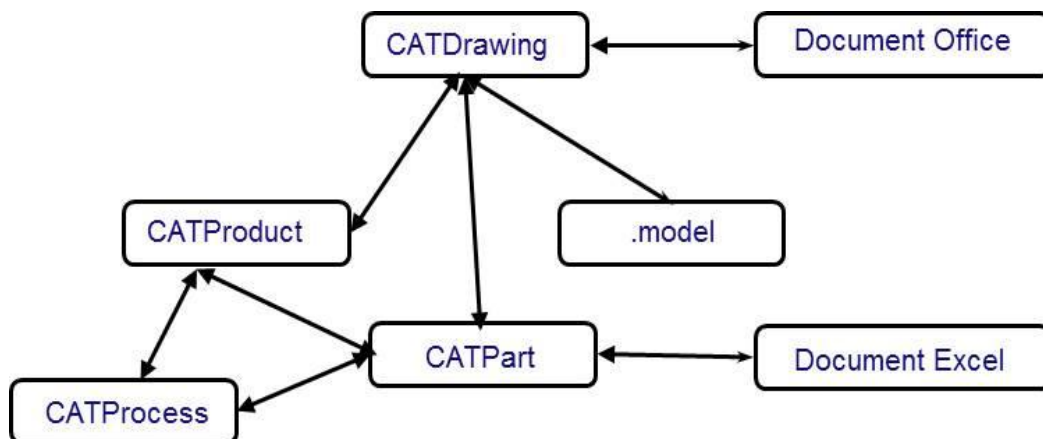 CATDrawing
Document Office
CATProduct
.model
CATPart
Document Excel
CATProcess